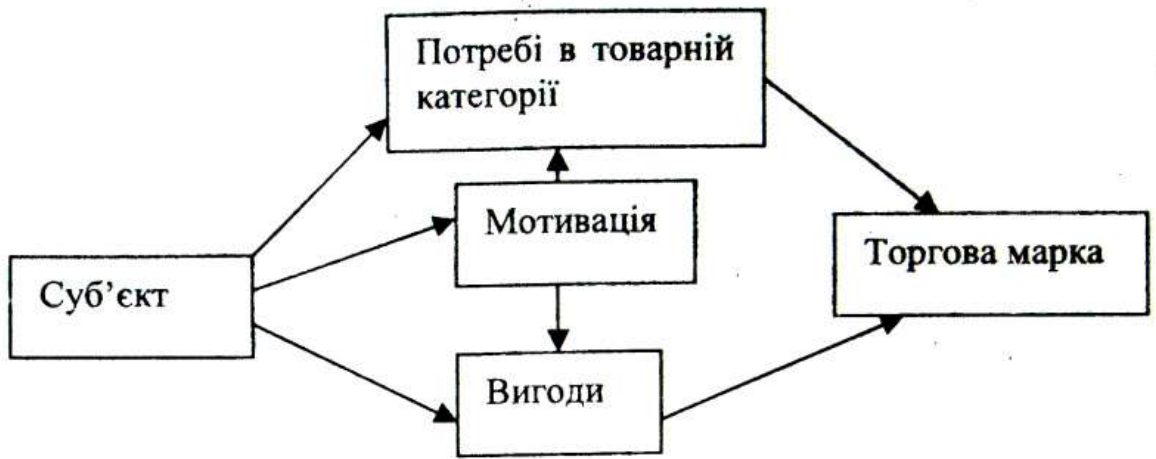 Потребі в товарній
категорії
Мотивація
Торгова марка
Суб’єкт
Вигоди